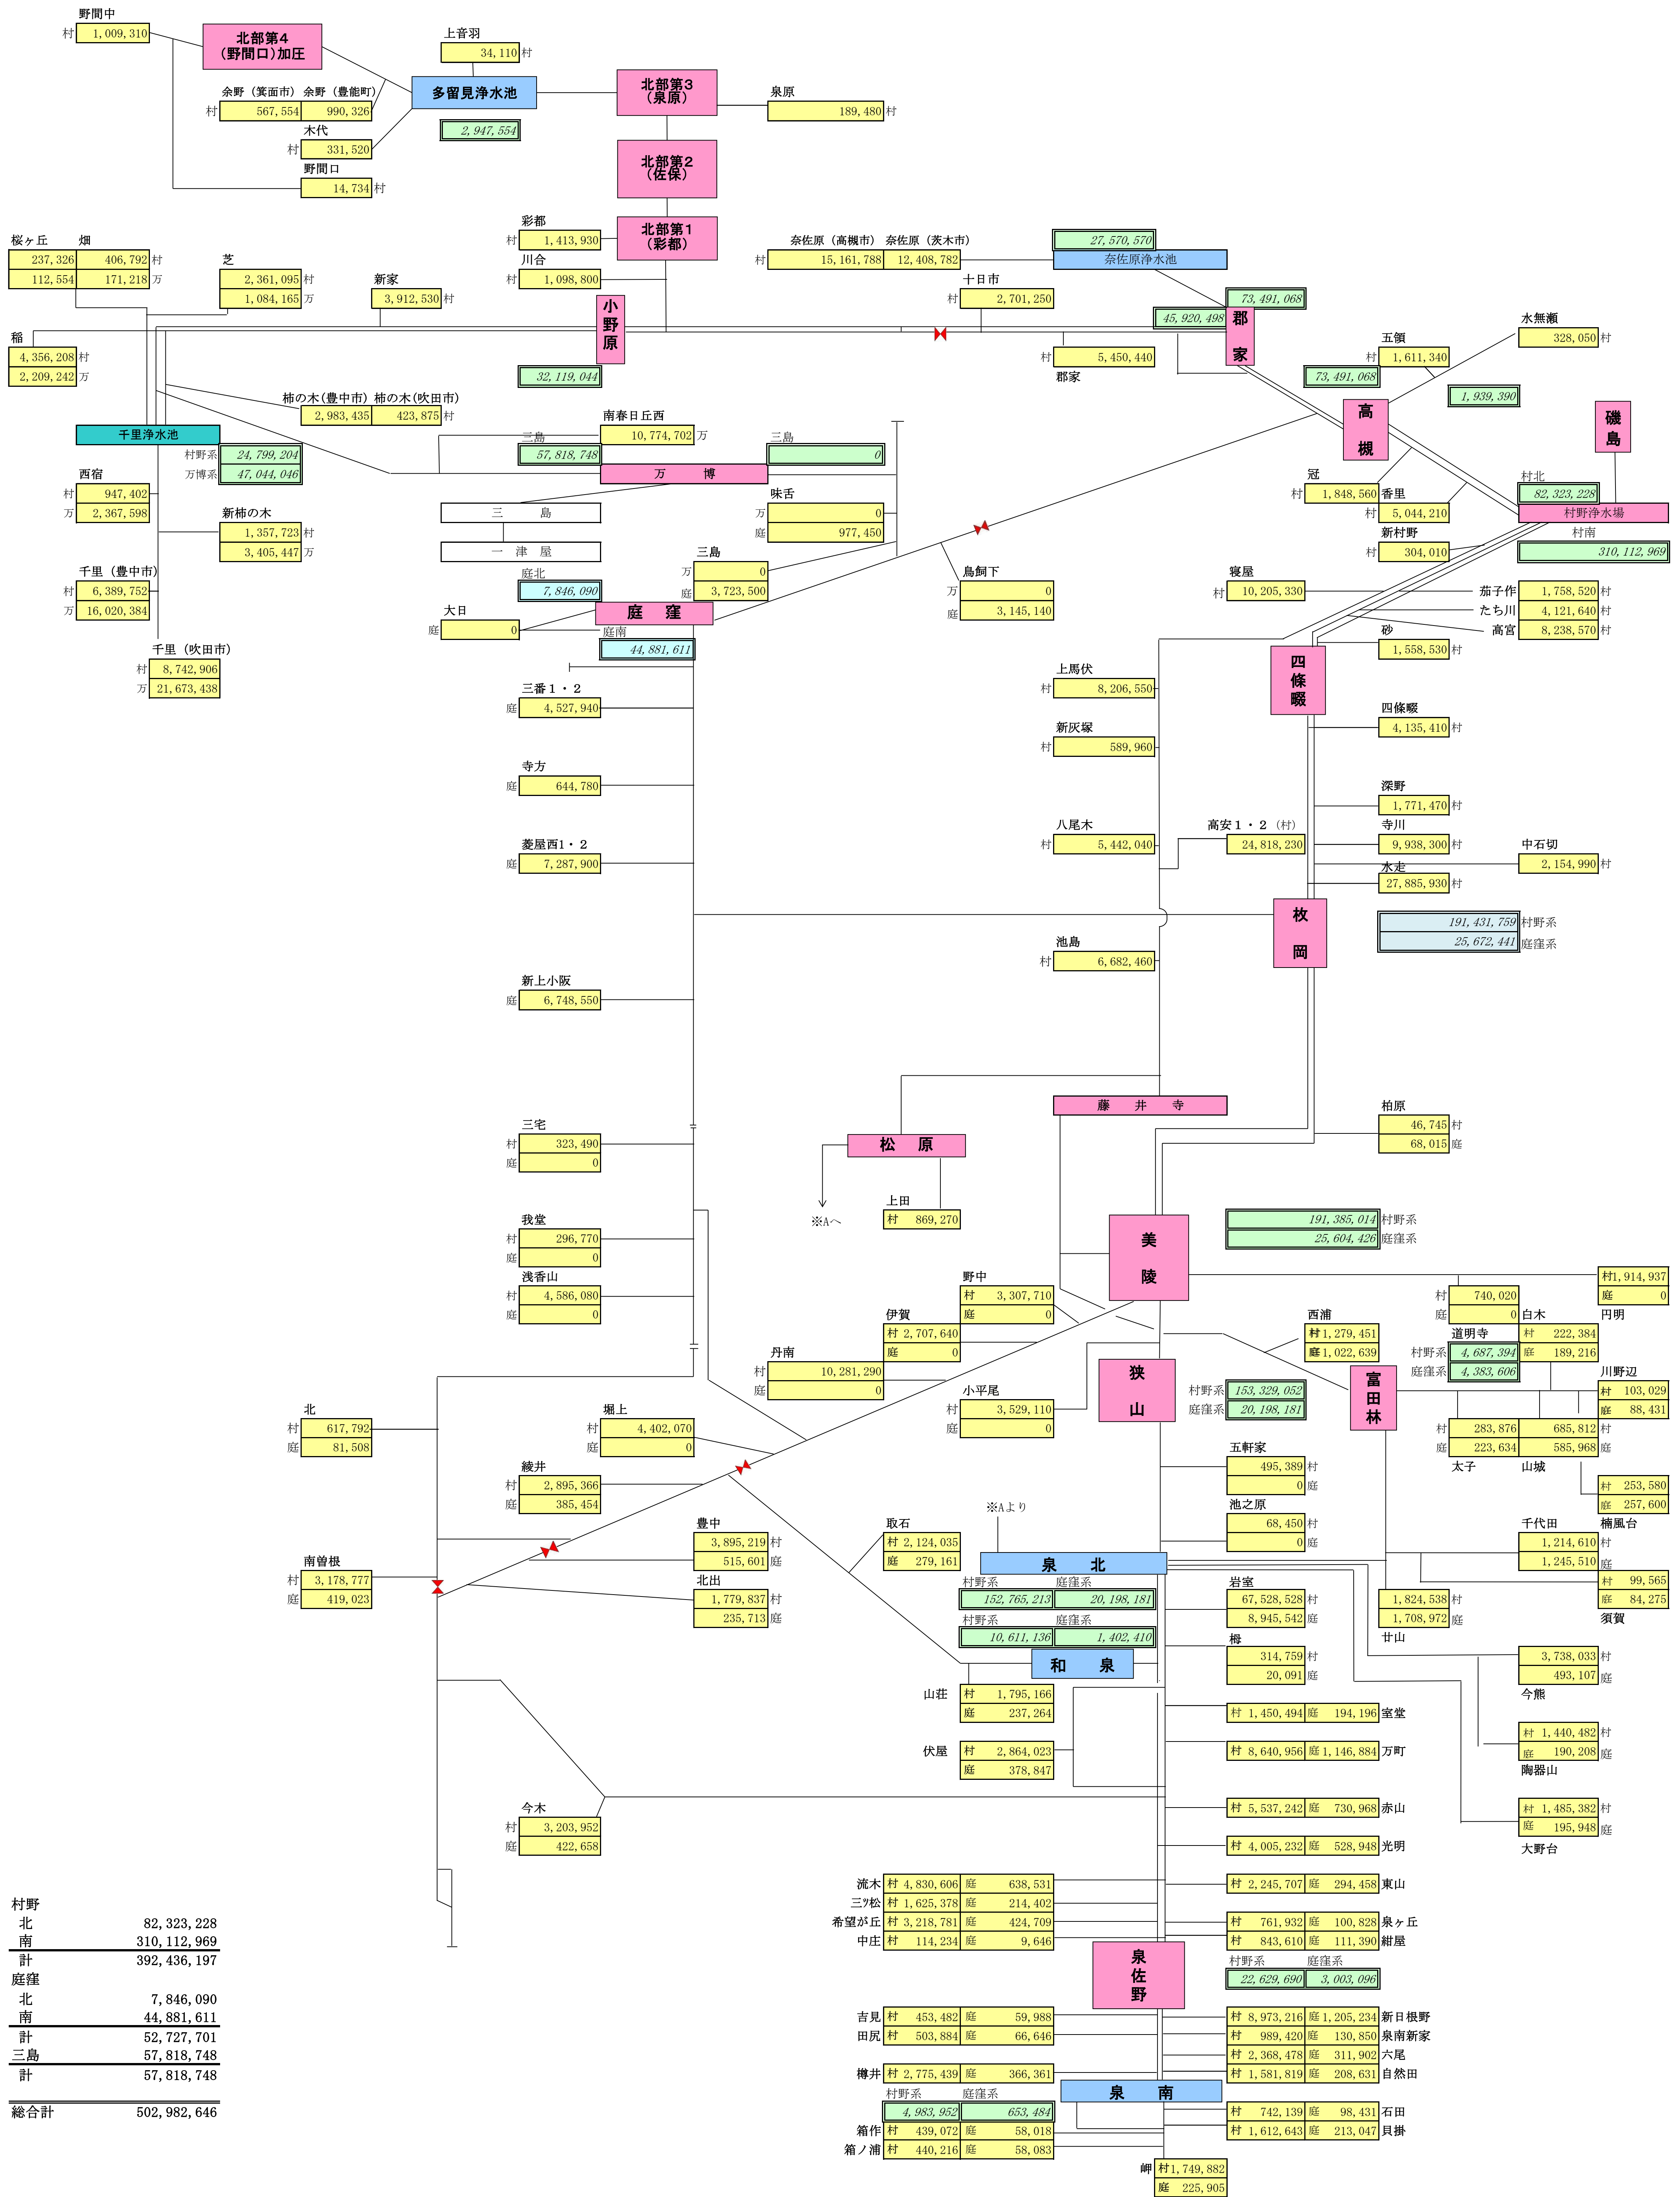 野間中
村 1,009,310
北部第４
（野間口）加圧
上音羽
34,110 村
多留見浄水池
2,947,554
北部第３
（泉原）
泉原
189,480 村
余野（箕面市） 余野（豊能町）
村 567,554 990,326
木代
村 331,520
野間口
14,734 村
北部第２
（佐保）
北部第１
（彩都）
彩都
村 1,413,930
川合
村 1,098,800
桜ヶ丘 畑
237,326 406,792 村
112,554 171,218 万
芝
2,361,095 村
1,084,165 万
新家
3,912,530 村
小野原
32,119,044
奈佐原（高槻市） 奈佐原（茨木市）
村 15,161,788 12,408,782
27,570,570
奈佐原浄水池
十日市
村 2,701,250
73,491,068
45,920,498
郡家
村 5,450,440
郡家
水無瀬
328,050 村
五領
村 1,611,340
73,491,068
1,939,390
高槻
磯島
稲
4,356,208 村
2,209,242 万
柿の木(豊中市) 柿の木(吹田市)
2,983,435 423,875 村
千里浄水池
村野系 24,799,204
万博系 47,044,046
南春日丘西
10,774,702 万
三島
57,818,748
三島
0
万博
三島
一津屋
西宿
村 947,402
万 2,367,598
新柿の木
1,357,723 村
3,405,447 万
千里（豊中市）
村 6,389,752
万 16,020,384
千里（吹田市）
村 8,742,906
万 21,673,438
味舌
万 0
庭 977,450
三島
万 0
庭 3,723,500
鳥飼下
万 0
庭 3,145,140
庭北
7,846,090
庭窪
大日
庭 0
庭南
44,881,611
冠
村 1,848,560
香里
村 5,044,210
新村野
村 304,010
村北
82,323,228
村野浄水場
村南
310,112,969
寝屋
村 10,205,330
茄子作 1,758,520 村
たち川 4,121,640 村
高宮 8,238,570 村
砂
1,558,530 村
四條畷
四條畷
4,135,410 村
上馬伏
村 8,206,550
新灰塚
村 589,960
三番１・２
庭 4,527,940
寺方
庭 644,780
菱屋西1・２
庭 7,287,900
八尾木
村 5,442,040
高安１・２（村）
24,818,230
深野
1,771,470 村
寺川
9,938,300 村
中石切
2,154,990 村
水走
27,885,930 村
枚岡
191,431,759 村野系
25,672,441 庭窪系
池島
村 6,682,460
新上小阪
庭 6,748,550
藤井寺
柏原
46,745 村
68,015 庭
三宅
村 323,490
庭 0
松原
※Aへ
上田
村 869,270
我堂
村 296,770
庭 0
浅香山
村 4,586,080
庭 0
美陵
191,385,014 村野系
25,604,426 庭窪系
野中
村 3,307,710
庭 0
伊賀
村 2,707,640
庭 0
丹南
村 10,281,290
庭 0
西浦
村 1,279,451
庭 1,022,639
村 740,020
庭 0
道明寺
村 1,914,937
庭 0
円明
白木
村 222,384
庭 189,216
村野系 4,687,394
庭窪系 4,383,606
富田林
川野辺
村 103,029
庭 88,431
狭山
村野系 153,329,052
庭窪系 20,198,181
小平尾
村 3,529,110
庭 0
村 283,876 685,812 村
庭 223,634 585,968 庭
太子 山城
村 253,580
庭 257,600
楠風台
北
村 617,792
庭 81,508
堀上
村 4,402,070
庭 0
綾井
村 2,895,366
庭 385,454
五軒家
495,389 村
0 庭
池之原
68,450 村
0 庭
千代田
1,214,610 村
1,245,510 庭
村 99,565
庭 84,275
須賀
1,824,538 村
1,708,972 庭
廿山
豊中
3,895,219 村
515,601 庭
取石
村 2,124,035
庭 279,161
※Aより
泉北
村野系 庭窪系
152,765,213 20,198,181
村野系 庭窪系
10,611,136 1,402,410
和泉
南曽根
村 3,178,777
庭 419,023
北出
1,779,837 村
235,713 庭
岩室
67,528,528 村
8,945,542 庭
栂
314,759 村
20,091 庭
3,738,033 村
493,107 庭
今熊
山荘 村 1,795,166
庭 237,264
村 1,450,494 庭 194,196 室堂
伏屋 村 2,864,023
庭 378,847
村 8,640,956 庭 1,146,884 万町
村 1,440,482 村
庭 190,208 庭
陶器山
今木
村 3,203,952
庭 422,658
村 5,537,242 庭 730,968 赤山
村 1,485,382 村
庭 195,948 庭
大野台
村 4,005,232 庭 528,948 光明
流木 村 4,830,606 庭 638,531
村 2,245,707 庭 294,458 東山
三ﾂ松 村 1,625,378 庭 214,402
希望が丘 村 3,218,781 庭 424,709
村 761,932 庭 100,828 泉ヶ丘
中庄 村 114,234 庭 9,646
村 843,610 庭 111,390 紺屋
泉佐野
村野系 庭窪系
22,629,690 3,003,096
吉見 村 453,482 庭 59,988
村 8,973,216 庭 1,205,234 新日根野
田尻 村 503,884 庭 66,646
村 989,420 庭 130,850 泉南新家
村 2,368,478 庭 311,902 六尾
樽井 村 2,775,439 庭 366,361
村 1,581,819 庭 208,631 自然田
泉南
村野系 庭窪系
4,983,952 653,484
村 742,139 庭 98,431 石田
箱作 村 439,072 庭 58,018
村 1,612,643 庭 213,047 貝掛
箱ノ浦 村 440,216 庭 58,083
岬 村 1,749,882
庭 225,905
村野
北 82,323,228
南 310,112,969
計 392,436,197
庭窪
北 7,846,090
南 44,881,611
計 52,727,701
三島 57,818,748
計 57,818,748
総合計 502,982,646